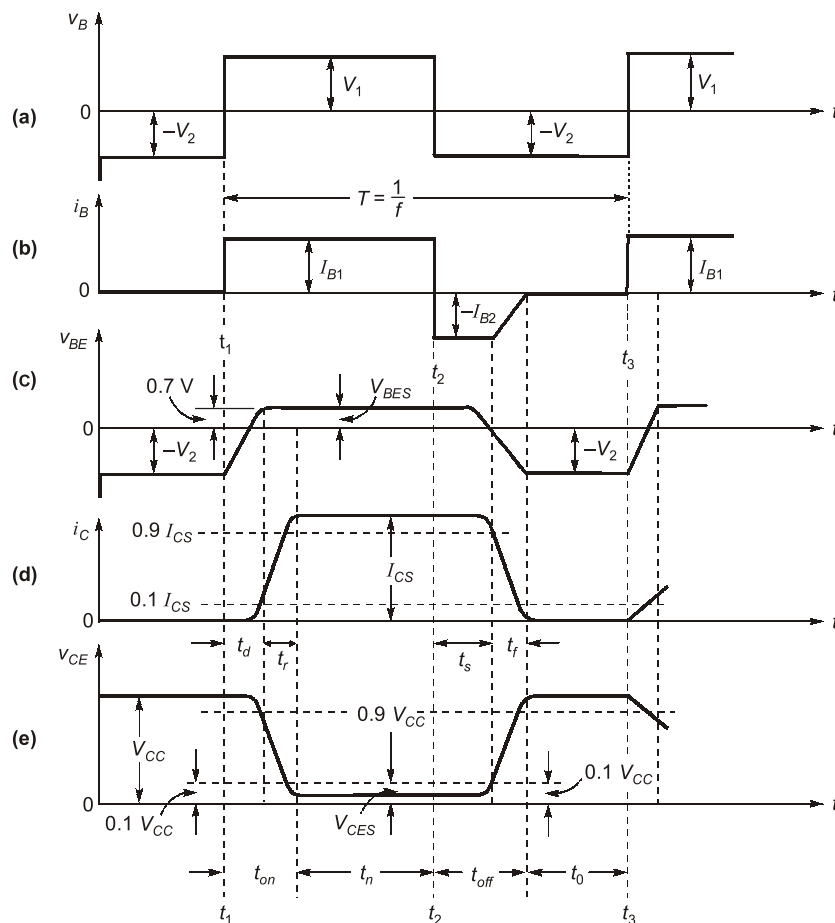 v_B
V_1
V_1
0
t
(a)
–V_2
–V_2
T = 1/f
i_B
(b)
I_B1
I_B1
0
t
–I_B2
v_BE
t_1
t_2
t_3
(c)
0.7 V
V_BES
0
t
–V_2
–V_2
i_C
0.9 I_CS
(d)
I_CS
0.1 I_CS
0
t
t_d
t_r
t_s
t_f
v_CE
0.9 V_CC
(e)
V_CC
0.1 V_CC
0
t
0.1 V_CC
V_CES
t_on
t_n
t_off
t_0
t_1
t_2
t_3